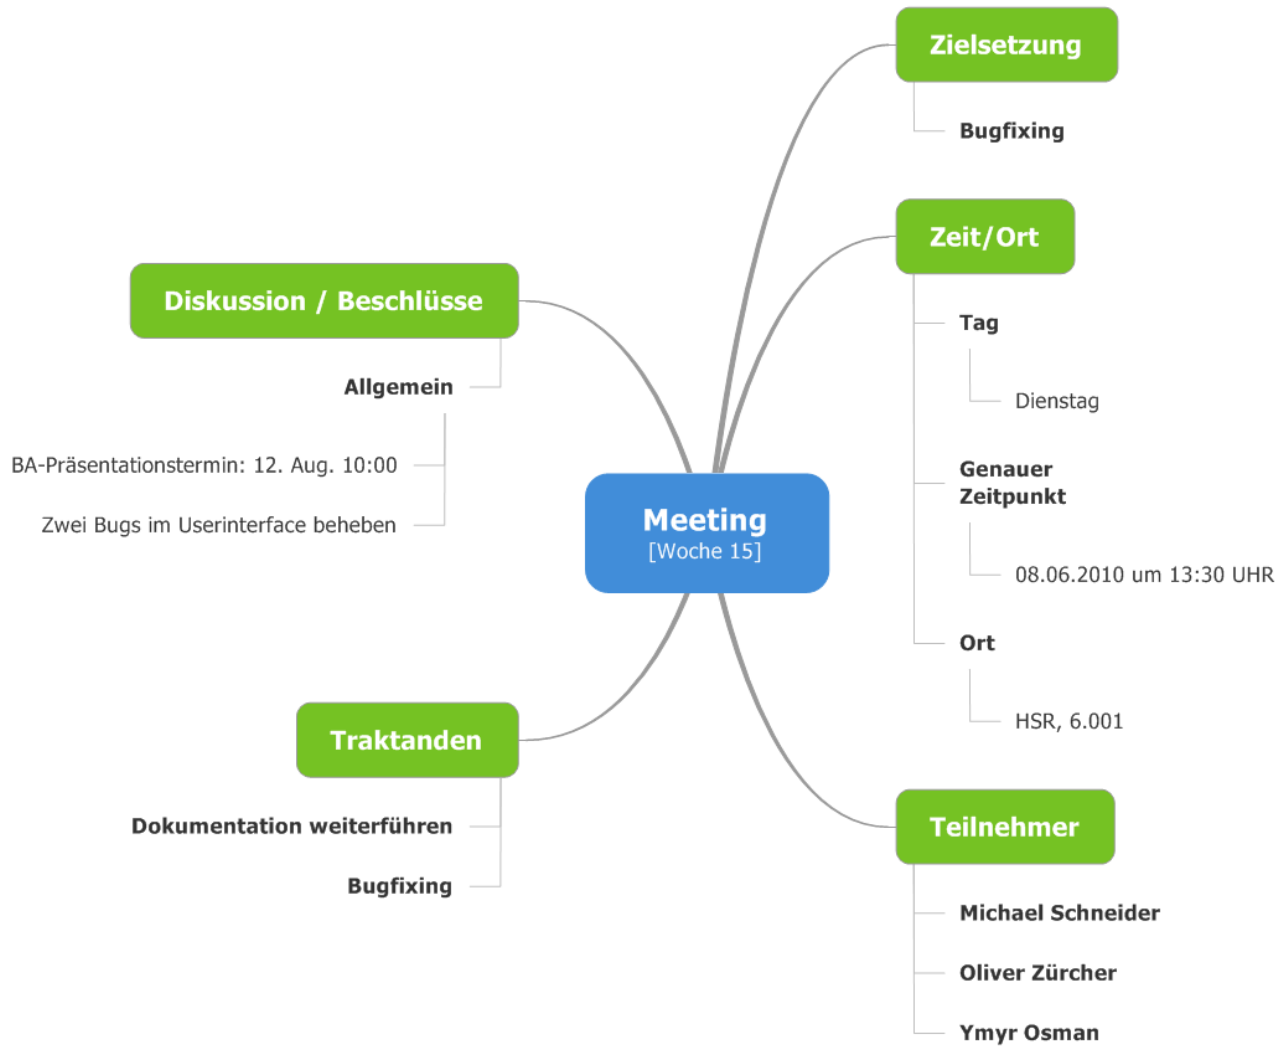 Meeting
[Woche 15]
Zielsetzung
Bugfixing
Zeit/Ort
Tag
Dienstag
Genauer
Zeitpunkt
08.06.2010 um 13:30 UHR
Ort
HSR, 6.001
Teilnehmer
Michael Schneider
Oliver Zürcher
Ymyr Osman
Diskussion / Beschlüsse
Allgemein
BA-Präsentationstermin: 12. Aug. 10:00
Zwei Bugs im Userinterface beheben
Traktanden
Dokumentation weiterführen
Bugfixing